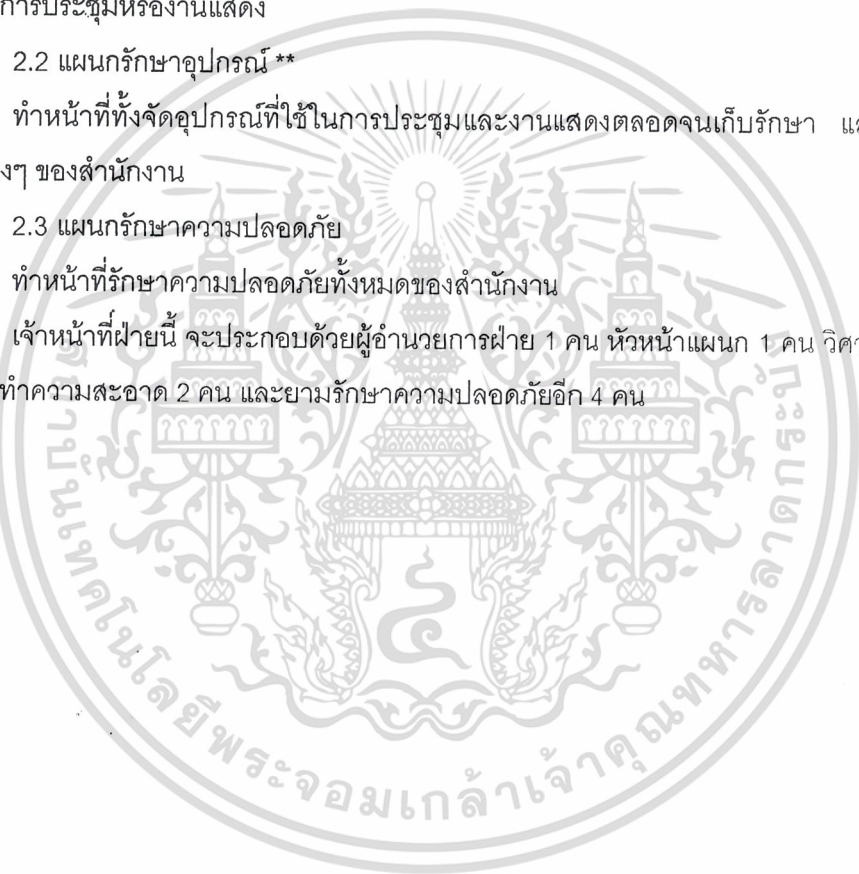 การประชุมหรืองานแสดง
2.2 แผนกรักษาอุปกรณ์ **
ทำหน้าที่ทั้งจัดอุปกรณ์ที่ใช้ในการประชุมและงานแสดงตลอดจนเก็บรักษา
งๆ ของสำนักงาน
2.3 แผนกรักษาความปลอดภัย
ทำหน้าที่รักษาความปลอดภัยทั้งหมดของสำนักงาน
เจ้าหน้าที่ฝ่ายนี้ จะประกอบด้วยผู้อำนวยการฝ่าย 1 คน หัวหน้าแผนก 1 คน
ทำความสะอาด 2 คน และยามรักษาความปลอดภัยอีก 4 คน
สถาบันเทคโนโลยีพระจอมเกล้าเจ้าคุณทหารลาดกระบัง